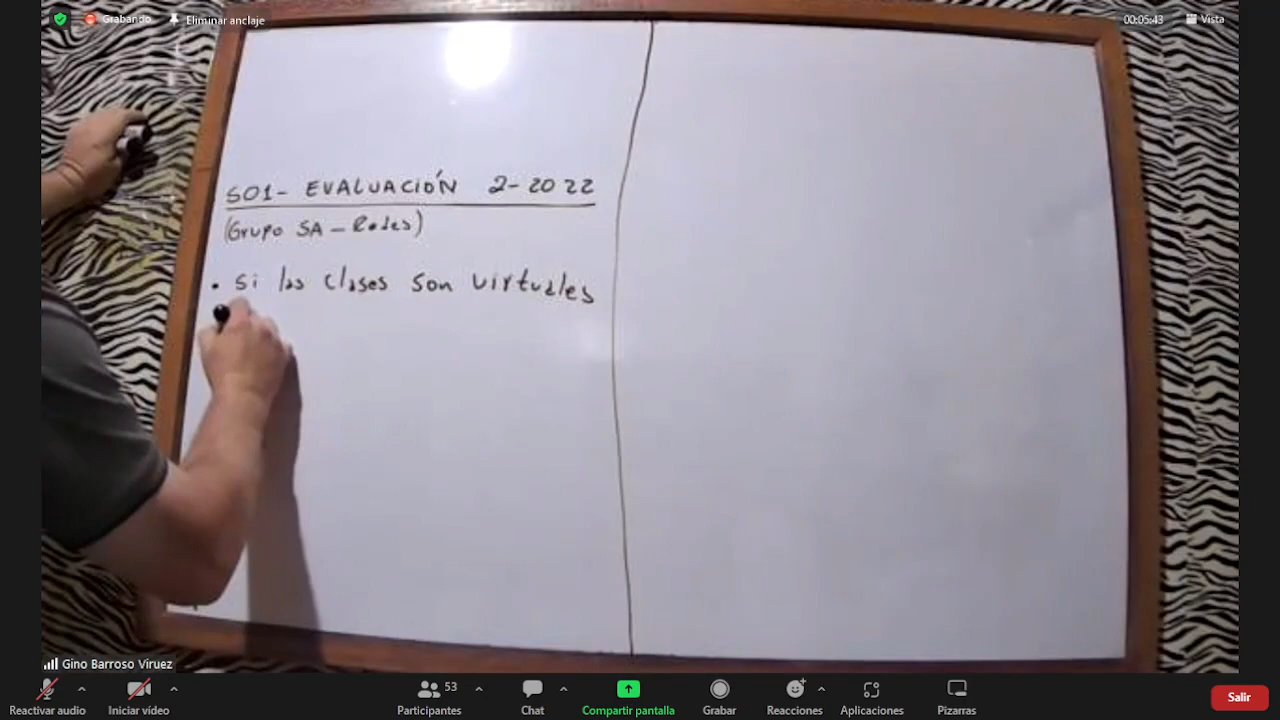 Grabando
Eliminar anclaje
00:05:43
Vista
SO1- EVALUACIÓN 2-2022
(Grupo SA - Redes)
• Si las clases son virtuales
Gino Barroso Viruez
Reactivar audio
Iniciar vídeo
53
Participantes
Chat
Compartir pantalla
Grabar
Reacciones
Aplicaciones
Pizarras
Salir